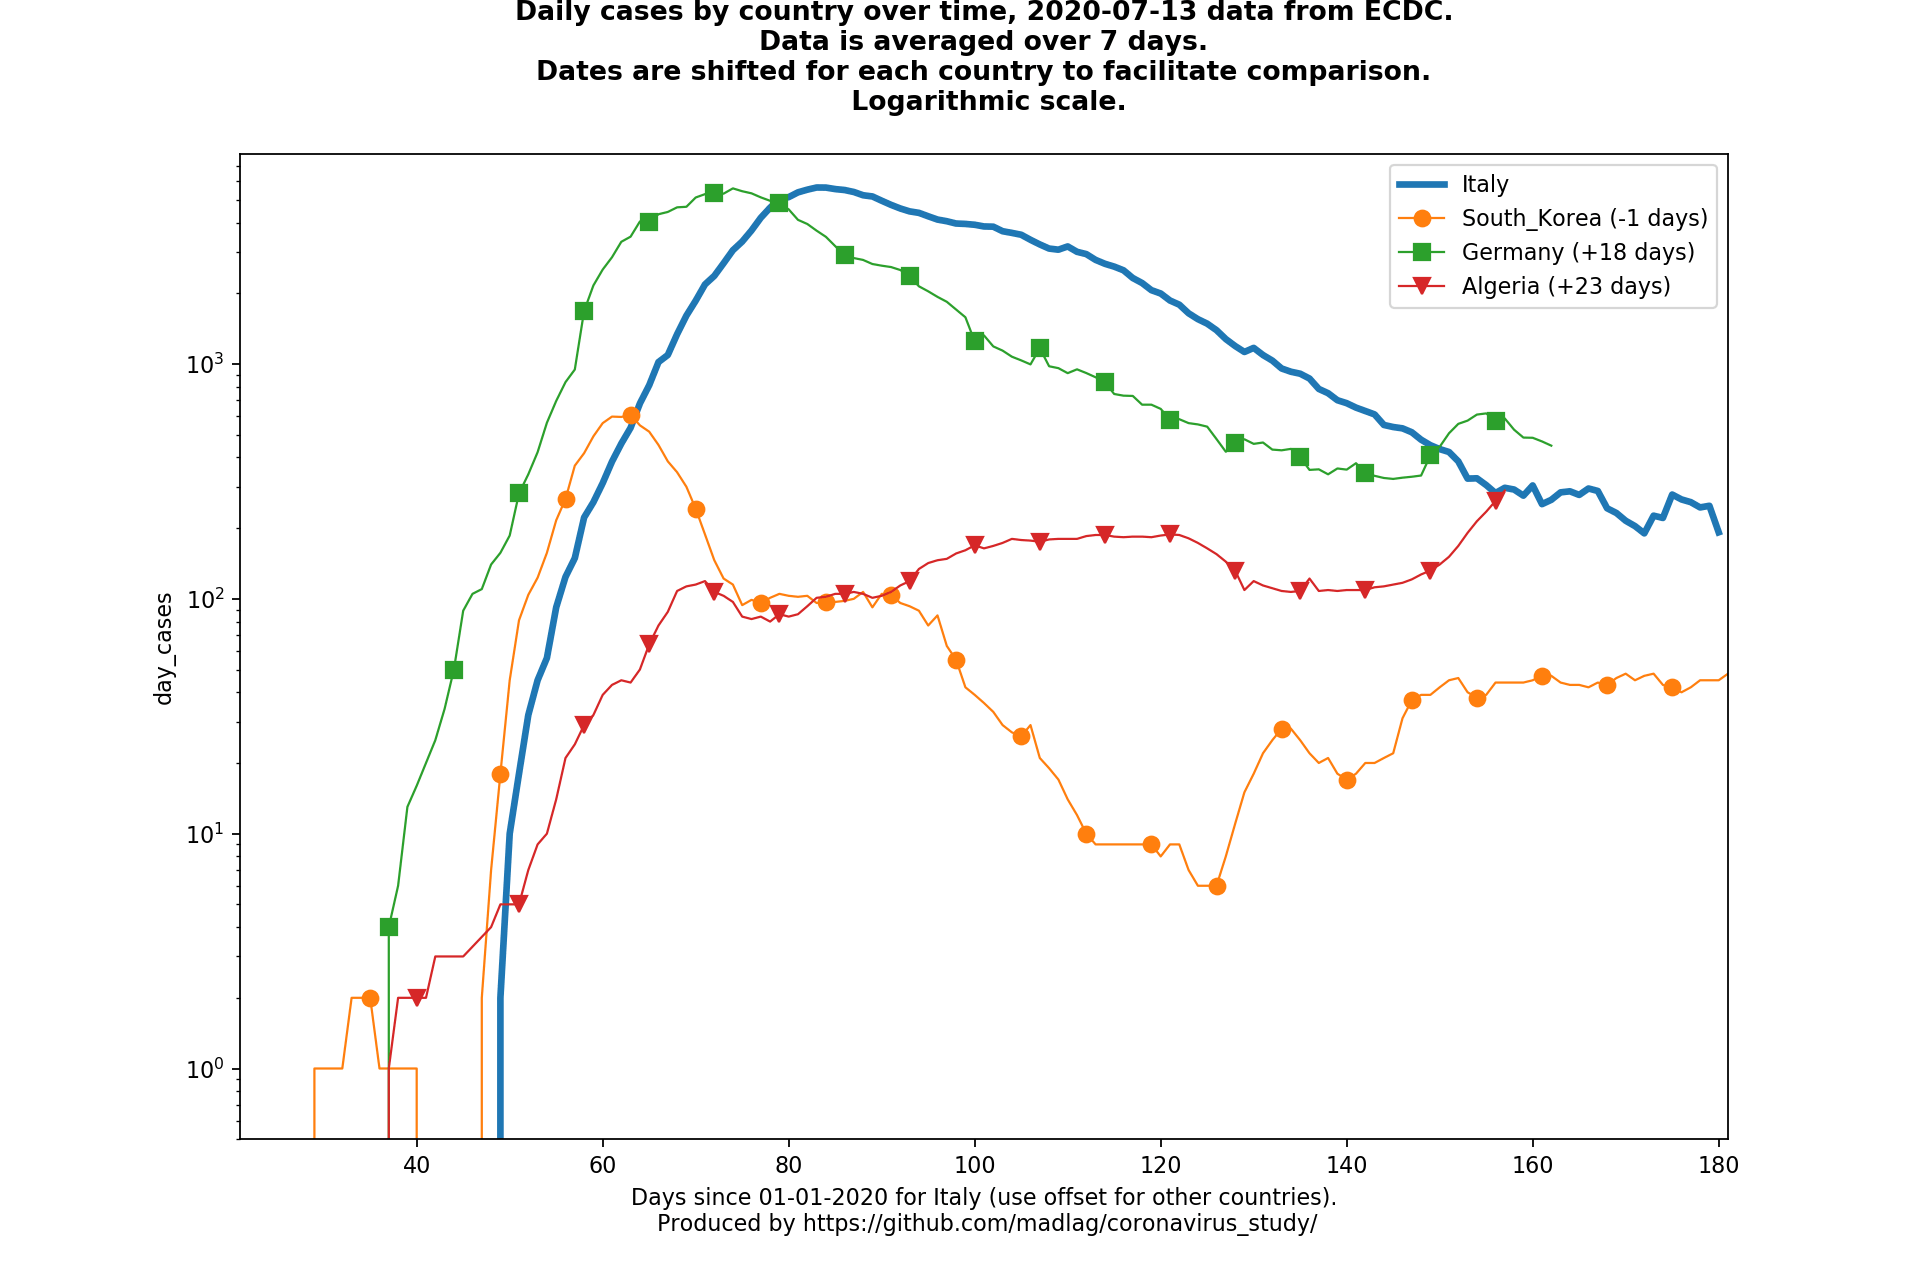 Daily cases by country over time, 2020-07-13 data from ECDC.
Data is averaged over 7 days.
Dates are shifted for each country to facilitate comparison.
Logarithmic scale.
Italy
South_Korea (-1 days)
Germany (+18 days)
Algeria (+23 days)
day_cases
10³
10²
10¹
10⁰
40 60 80 100 120 140 160 180
Days since 01-01-2020 for Italy (use offset for other countries).
Produced by https://github.com/madlag/coronavirus_study/